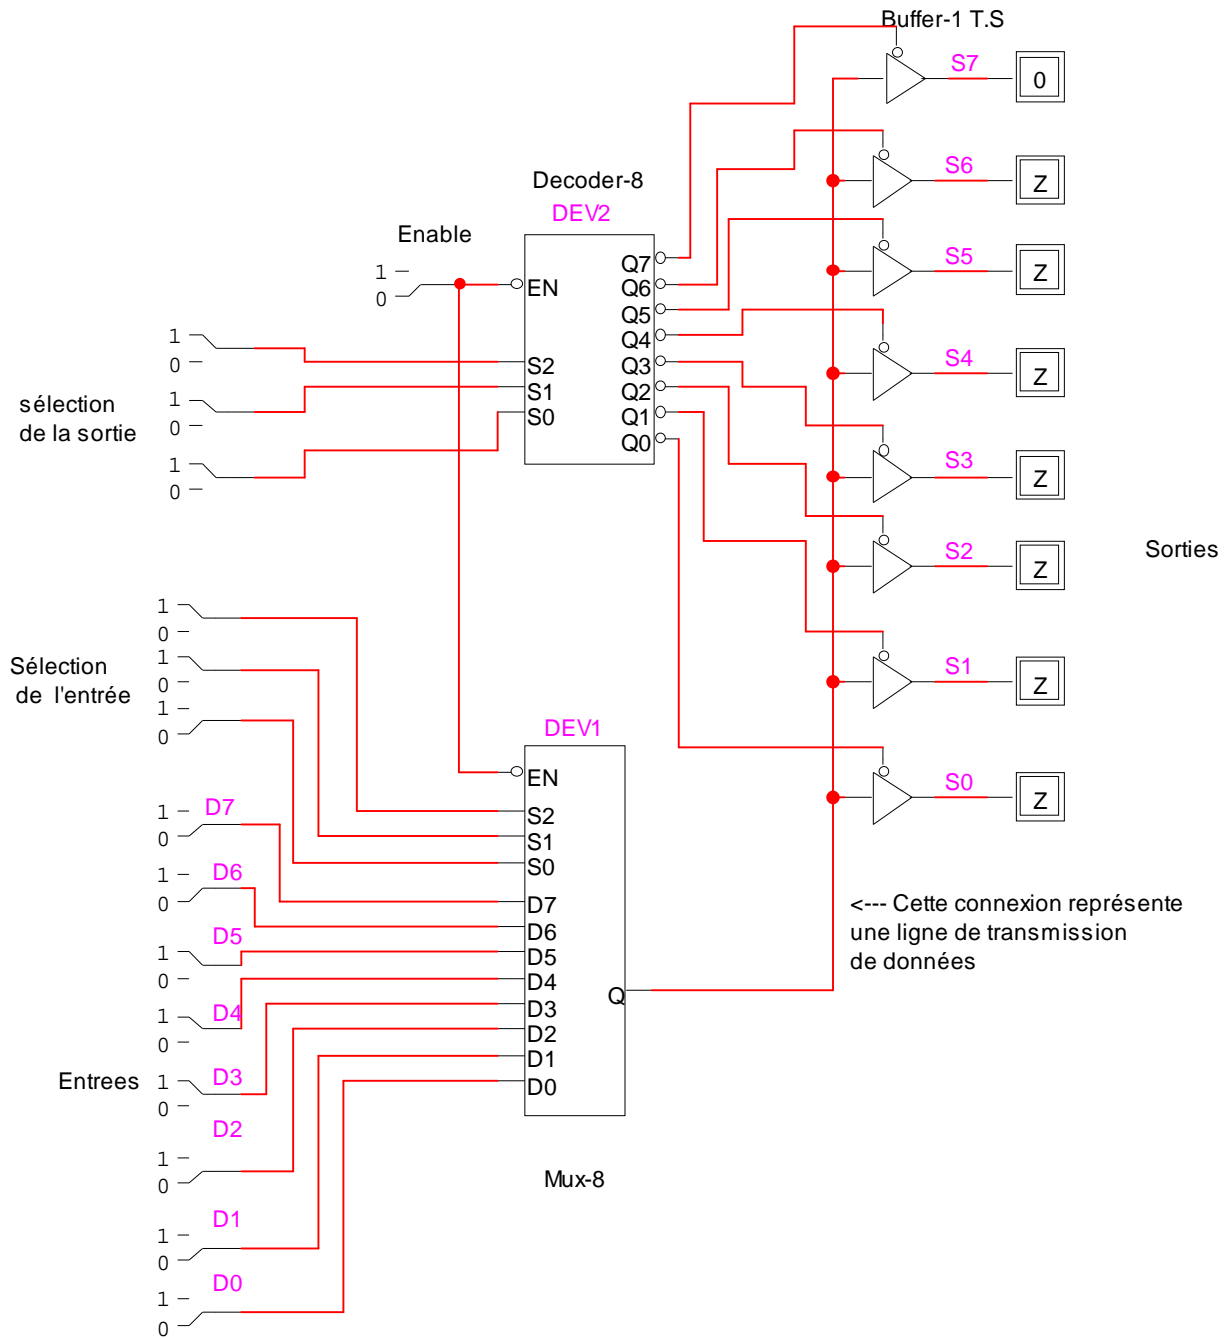 Buffer-1 T.S
S7
0
S6
Z
Decoder-8
DEV2
Enable
1
0
EN
S2
S1
S0
Q7
Q6
Q5
Q4
Q3
Q2
Q1
Q0
S5
Z
S4
Z
S3
Z
S2
Z
S1
Z
S0
Z
Sorties
1
0
1
0
1
0
sélection
de la sortie
1
0
1
0
1
0
Sélection
de l'entrée
DEV1
EN
S2
S1
S0
D7
D6
D5
D4
D3
D2
D1
D0
Q
Mux-8
<--- Cette connexion représente
une ligne de transmission
de données
1
0
D7
1
0
D6
1
0
D5
1
0
D4
Entrees
1
0
D3
1
0
D2
1
0
D1
1
0
D0